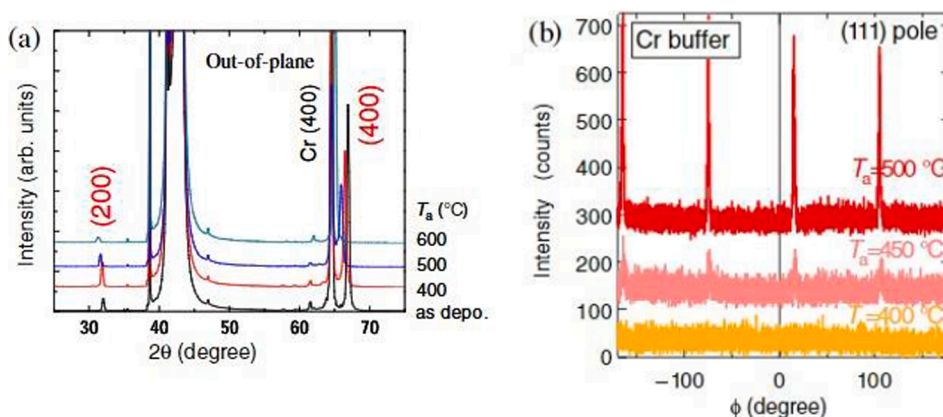 (a)
Out-of-plane
Intensity (arb. units)
(200)
Cr (400)
(400)
Tₐ (°C)
600
500
400
as depo.
30 40 50 60 70
2θ (degree)
(b)
Cr buffer
(111) pole
700
600
500
400
300
200
100
0
Intensity (counts)
Tₐ=500 °C
Tₐ=450 °C
Tₐ=400 °C
−100 0 100
ϕ (degree)